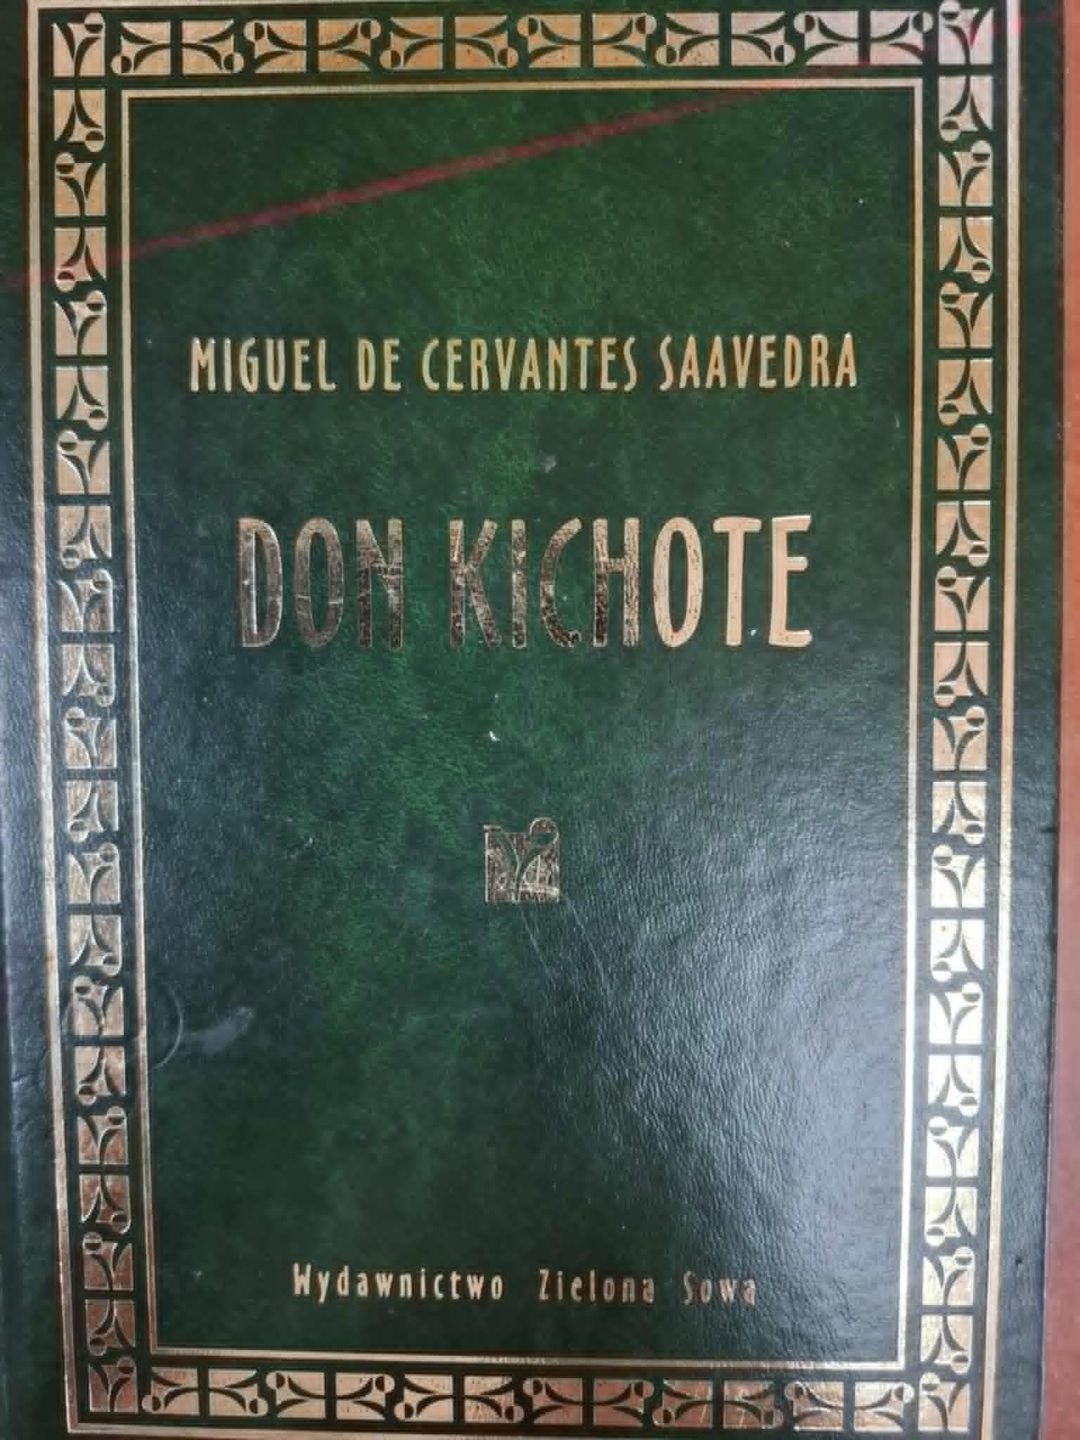 MIGUEL DE CERVANTES SAAVEDRA
DON KICHOTE
Wydawnictwo Zielona Sowa